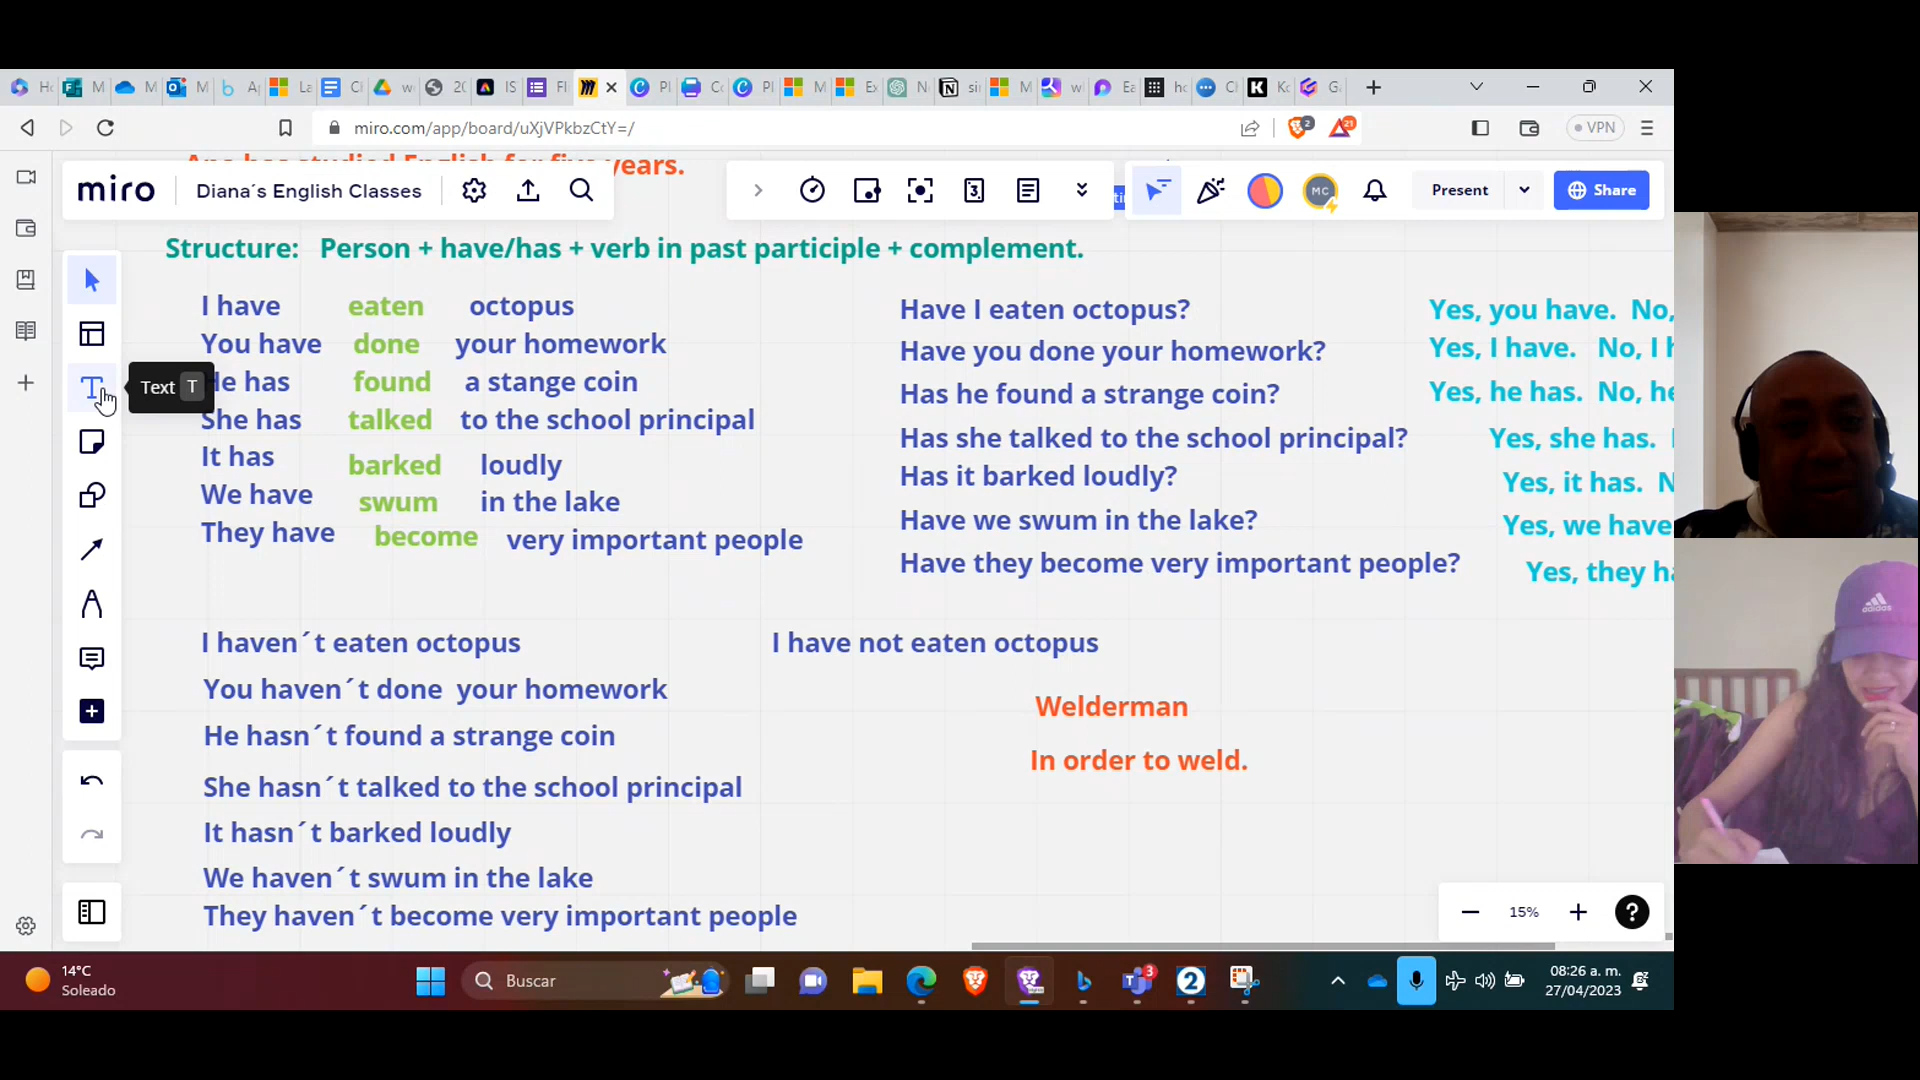 miro.com/app/board/uXjVPkbzCtY=/
2
21
VPN
years.
miro
Diana´s English Classes
3
MC
Present
Share
Structure: Person + have/has + verb in past participle + complement.
I have eaten octopus
You have done your homework
Text T
He has found a stange coin
She has talked to the school principal
It has barked loudly
We have swum in the lake
They have become very important people
Have I eaten octopus? Yes, you have. No,
Have you done your homework? Yes, I have. No, I
Has he found a strange coin? Yes, he has. No, he
Has she talked to the school principal? Yes, she has.
Has it barked loudly? Yes, it has.
Have we swum in the lake? Yes, we have
Have they become very important people? Yes, they
I haven´t eaten octopus I have not eaten octopus
You haven´t done your homework
Welderman
He hasn´t found a strange coin
In order to weld.
She hasn´t talked to the school principal
It hasn´t barked loudly
We haven´t swum in the lake
They haven´t become very important people
15%
adidas
14°C
Soleado
Buscar
3
2
08:26 a. m.
27/04/2023